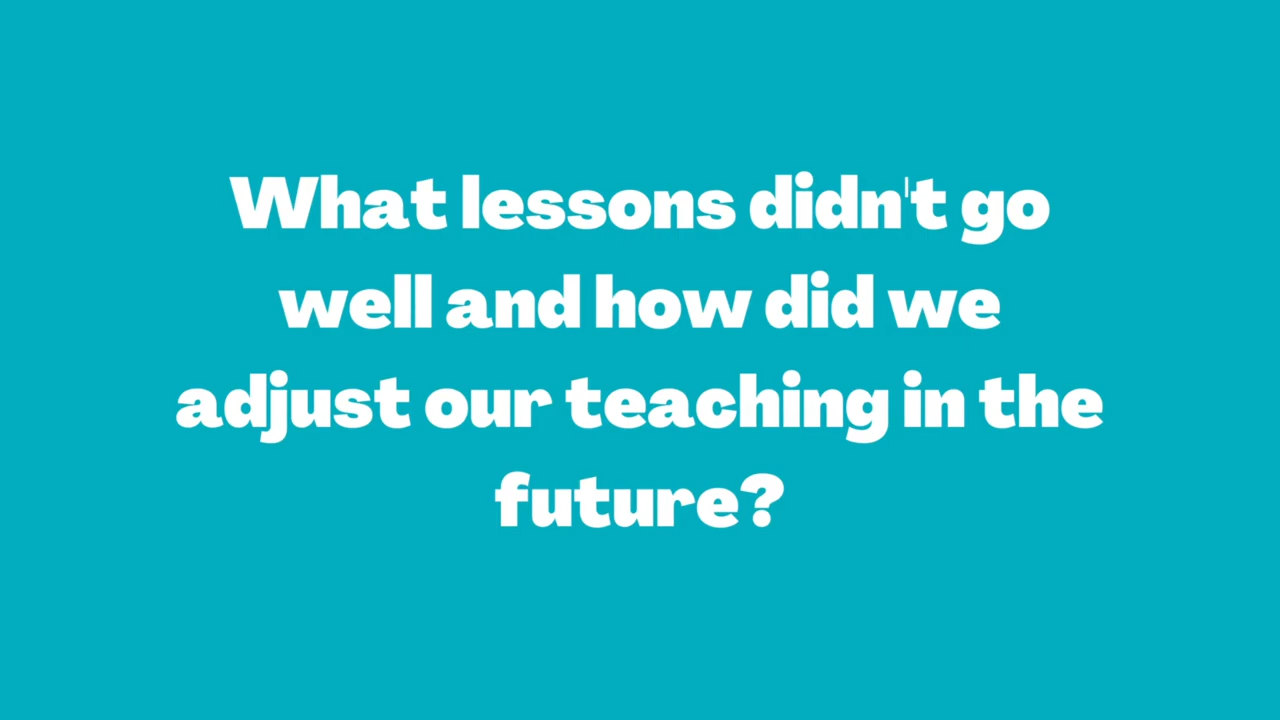 What lessons didn't go
well and how did we
adjust our teaching in the
future?